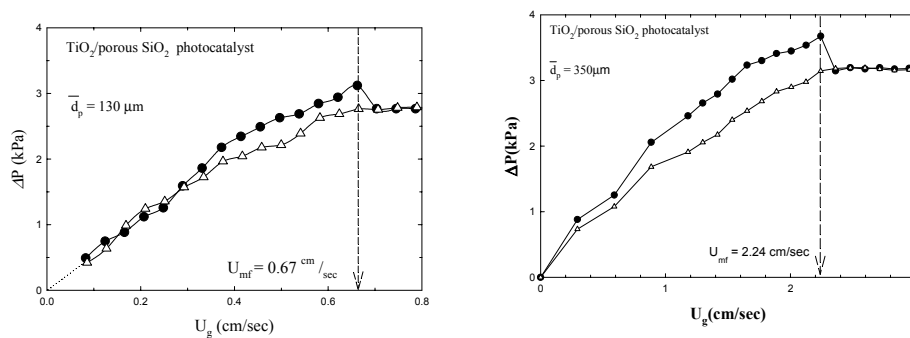 4
3
2
1
0
ΔP (kPa)
TiO₂/porous SiO₂ photocatalyst
d̅p = 130 μm
Umf = 0.67 cm/sec
0.0 0.2 0.4 0.6 0.8
Ug (cm/sec)
4
3
2
1
0
ΔP (kPa)
TiO₂/porous SiO₂ photocatalyst
d̅p = 350μm
Umf = 2.24 cm/sec
0 1 2
Ug(cm/sec)